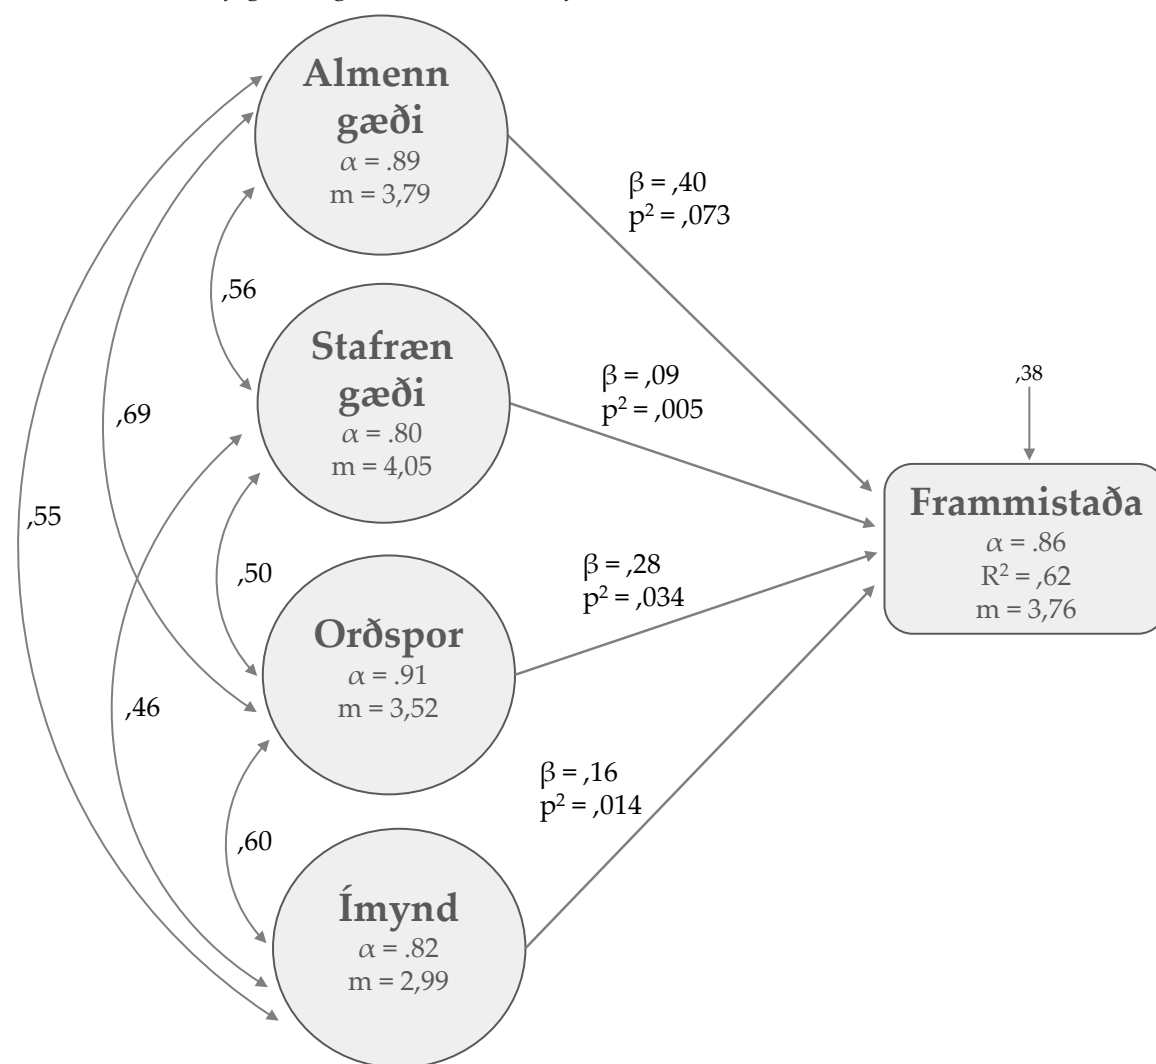 Almenn
gæði
α = .89
m = 3,79
β = ,40
p² = ,073
,56
Stafræn
gæði
α = .80
m = 4,05
β = ,09
p² = ,005
,38
,69
,55
Frammistaða
α = .86
R² = ,62
m = 3,76
,50
β = ,28
p² = ,034
Orðspor
α = .91
m = 3,52
,46
β = ,16
p² = ,014
,60
Ímynd
α = .82
m = 2,99